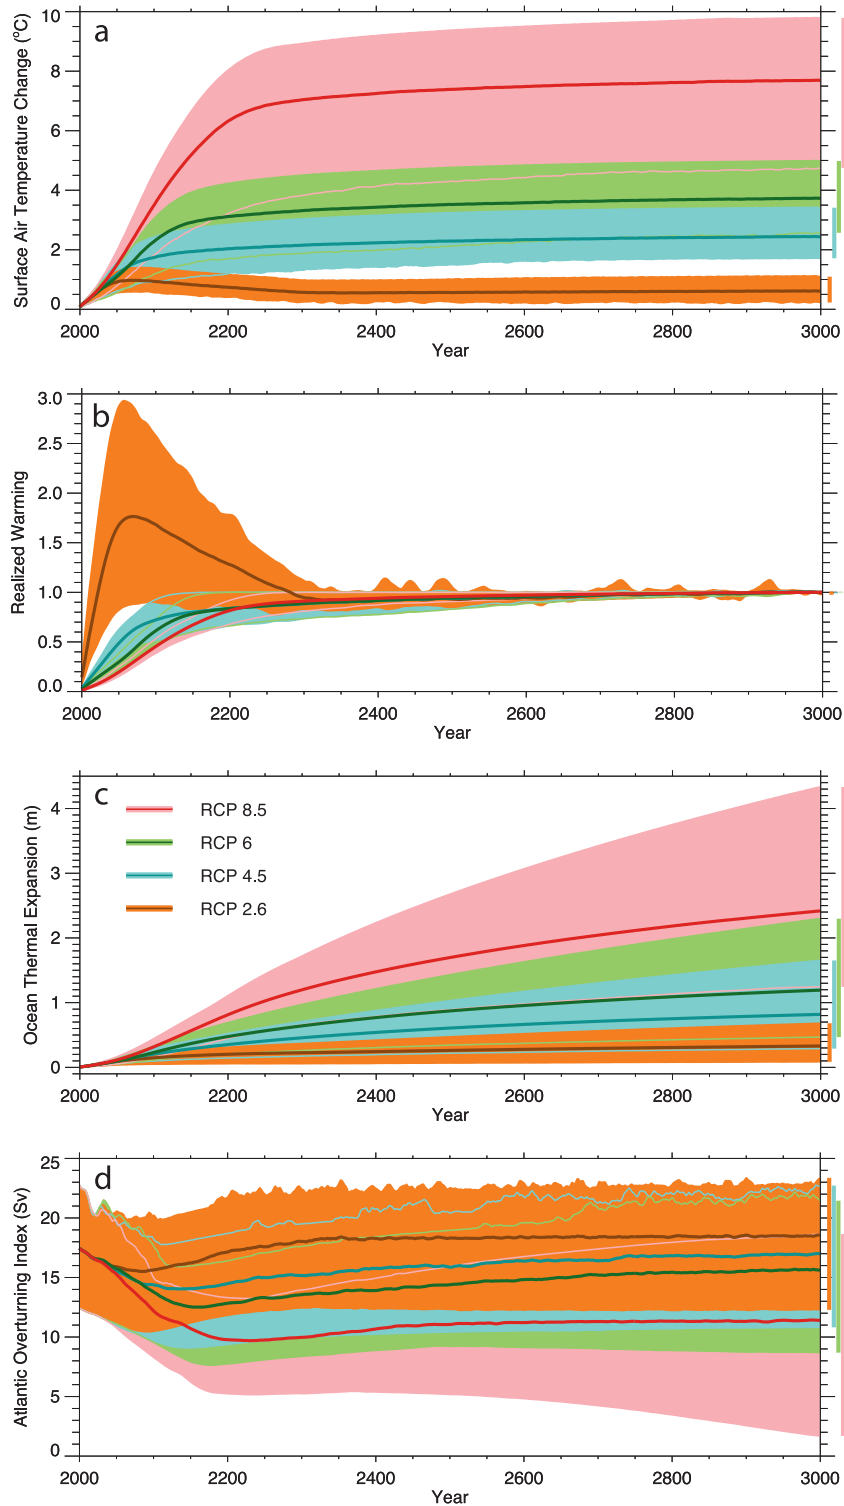 a
Surface Air Temperature Change (°C)
10
8
6
4
2
0
2000 2200 2400 2600 2800 3000
Year
b
Realized Warming
3.0
2.5
2.0
1.5
1.0
0.5
0.0
2000 2200 2400 2600 2800 3000
Year
c
Ocean Thermal Expansion (m)
4
3
2
1
0
RCP 8.5
RCP 6
RCP 4.5
RCP 2.6
2000 2200 2400 2600 2800 3000
Year
d
Atlantic Overturning Index (Sv)
25
20
15
10
5
0
2000 2200 2400 2600 2800 3000
Year